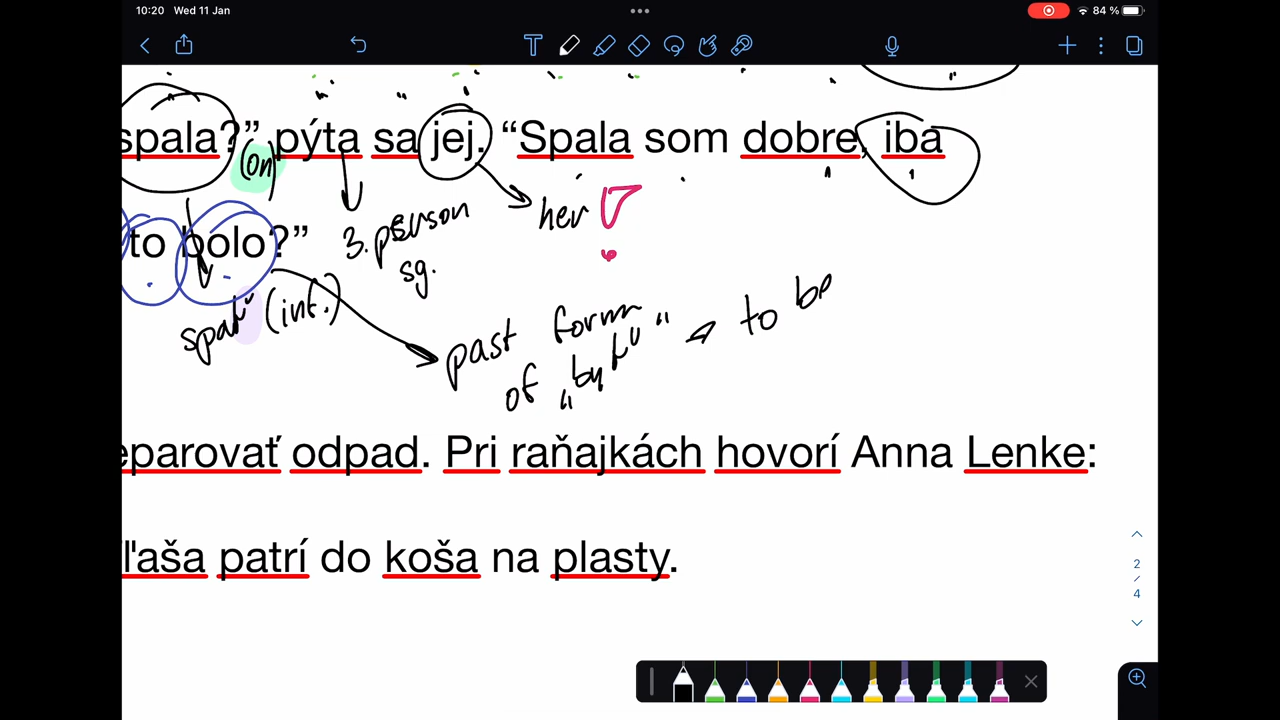 10:20 Wed 11 Jan
84 %
spala?” pýta sa jej. “Spala som dobre, iba
(on)
her
3. person
sg.
to bolo?”
spať (inf.)
past form
of „byť“ to be
eparovať odpad. Pri raňajkách hovorí Anna Lenke:
fľaša patrí do koša na plasty.
2
/
4